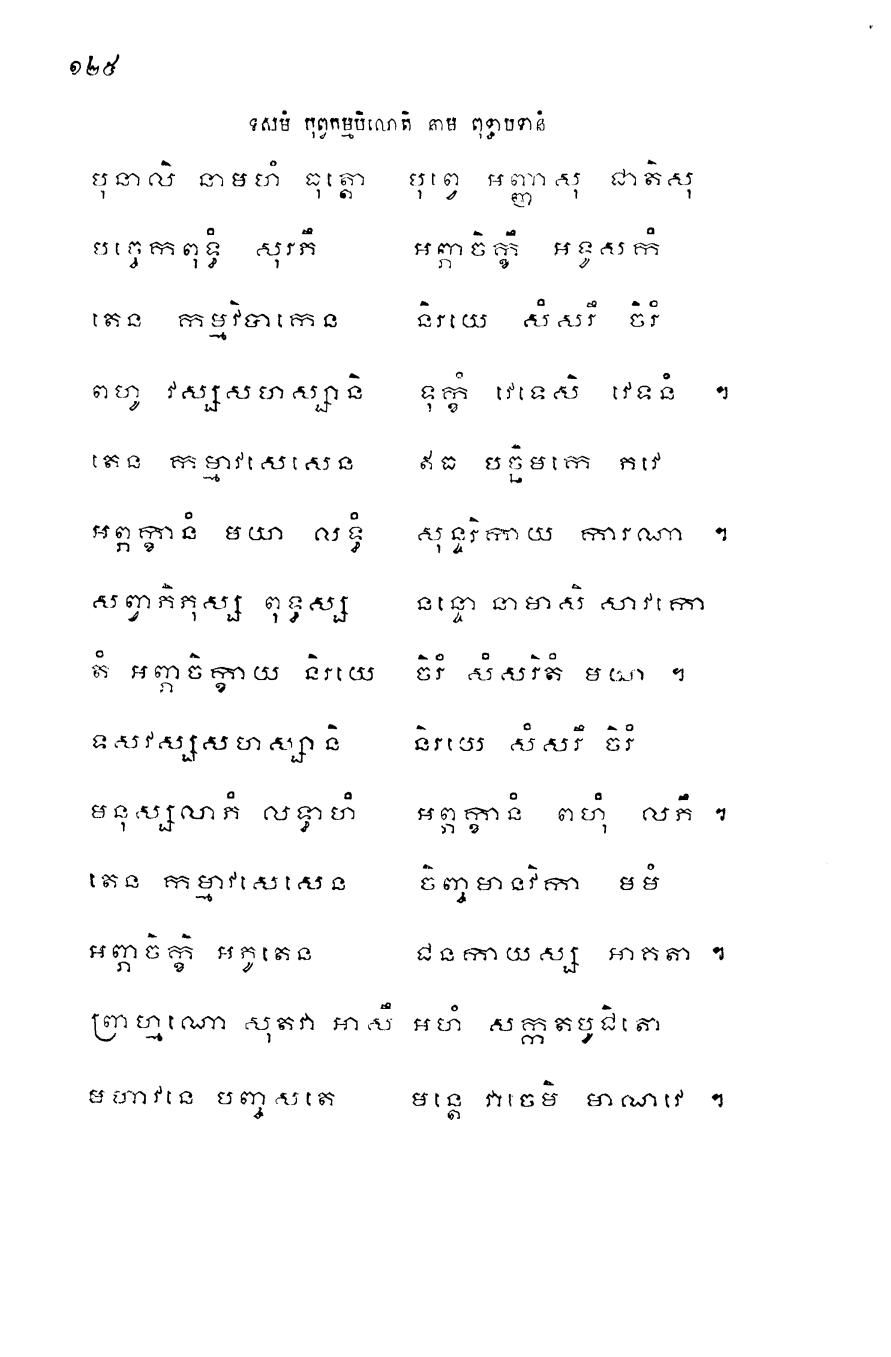 ១២៥
ទសមំ បុព្វកម្មបិលោតិ នាម ពុទ្ធាបទានំ
បុនាលិ នាមហំ ធុត្តោ បុព្វេ អញ្ញាសុ ជាតិសុ
បច្ចេកពុទ្ធំ សុរភឹ អព្ភាចិក្ខឹ អទូសកំ
តេន កម្មវិបាកេន និរយេ សំសរឹ ចិរំ
ពហូ វស្សសហស្សានិ ទុក្ខំ វេទេសិ វេទនំ ។
តេន កម្មាវសេសេន ឥធ បច្ឆិមកេ ភវេ
អព្ភក្ខានំ មយា លទ្ធំ សុន្ទរិកាយ ការណា ។
សព្វាភិភុស្ស ពុទ្ធស្ស នន្ទោ នាមាសិ សាវកោ
តំ អព្ភាចិក្ខាយ និរយេ ចិរំ សំសរិតំ មយា ។
ទសវស្សសហស្សានិ និរយេ សំសរឹ ចិរំ
មនុស្សលាភំ លទ្ធាហំ អព្ភក្ខានំ ពហុំ លភឹ ។
តេន កម្មាវសេសេន ចិញ្ចមានវិកា មមំ
អព្ភាចិក្ខិ អភូតេន ជនកាយស្ស អាគតា ។
ព្រាហ្មណោ សុតវា អាសឹ អហំ សក្កតបូជិតោ
មហាវនេ បញ្ចសតេ មន្តេ វាចេមិ មាណវេ ។